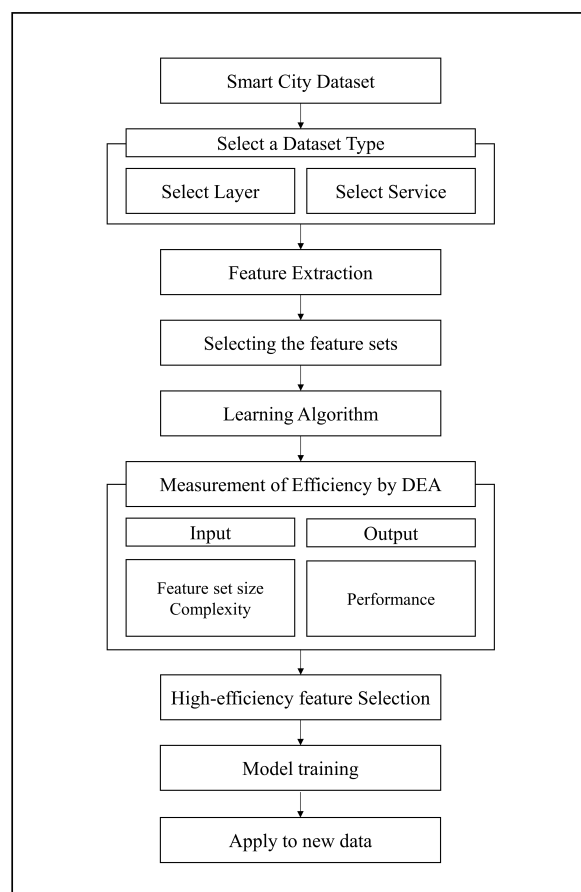 Smart City Dataset
Select a Dataset Type
Select Layer
Select Service
Feature Extraction
Selecting the feature sets
Learning Algorithm
Measurement of Efficiency by DEA
Input
Output
Feature set size
Complexity
Performance
High-efficiency feature Selection
Model training
Apply to new data